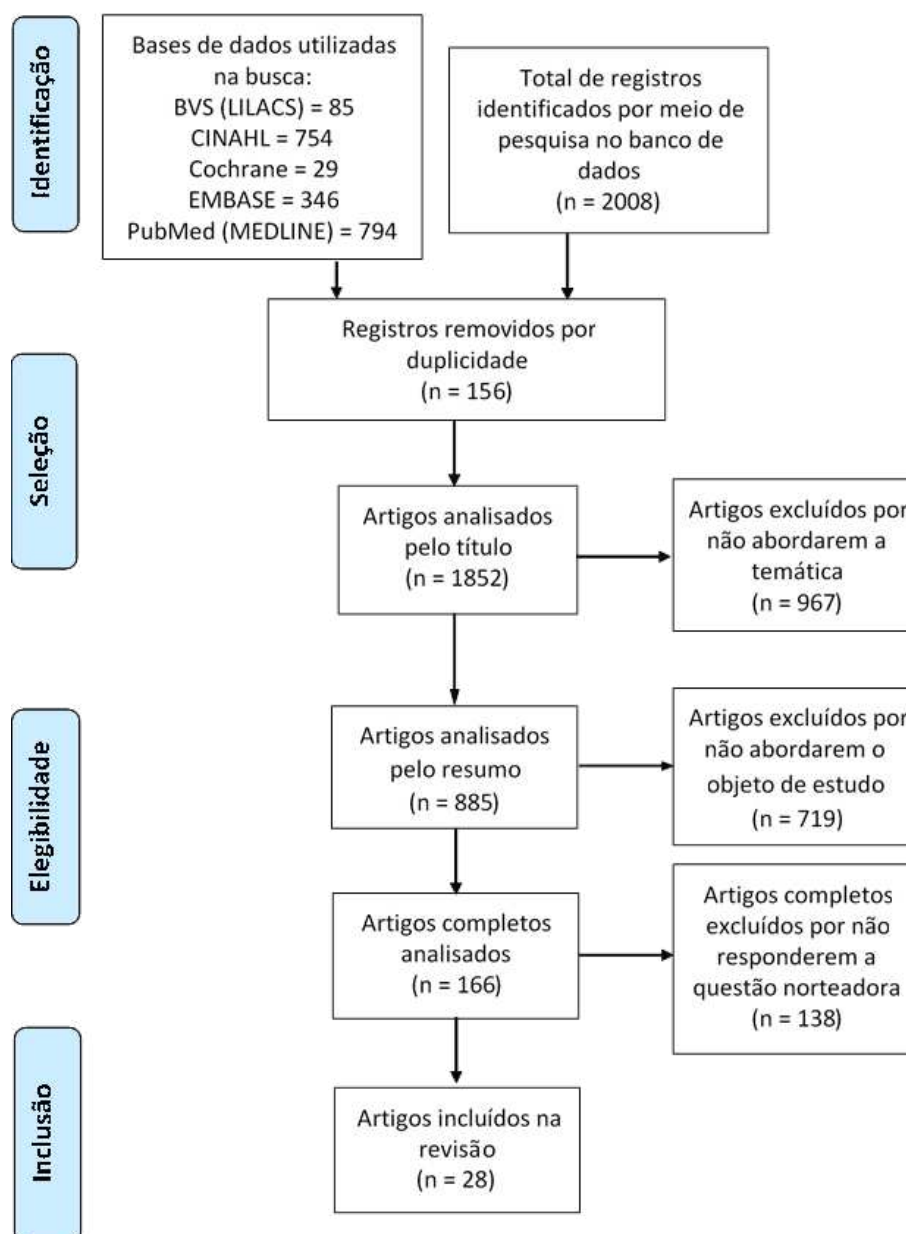 Identificação
Bases de dados utilizadas
na busca:
BVS (LILACS) = 85
CINAHL = 754
Cochrane = 29
EMBASE = 346
PubMed (MEDLINE) = 794
Total de registros
identificados por meio de
pesquisa no banco de
dados
(n = 2008)
Seleção
Registros removidos por
duplicidade
(n = 156)
Artigos analisados
pelo título
(n = 1852)
Artigos excluídos por
não abordarem a
temática
(n = 967)
Elegibilidade
Artigos analisados
pelo resumo
(n = 885)
Artigos excluídos por
não abordarem o
objeto de estudo
(n = 719)
Artigos completos
analisados
(n = 166)
Artigos completos
excluídos por não
responderem a
questão norteadora
(n = 138)
Inclusão
Artigos incluídos na
revisão
(n = 28)